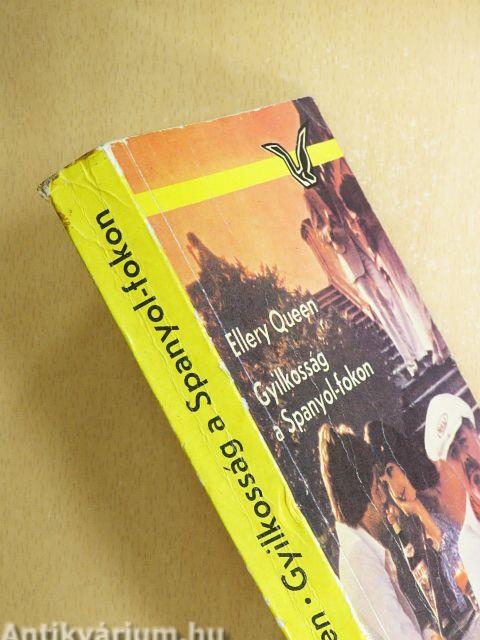 Ellery Queen
Gyilkosság
a Spanyol-fokon
en • Gyilkosság a Spanyol-fokon
Antikvárium.hu